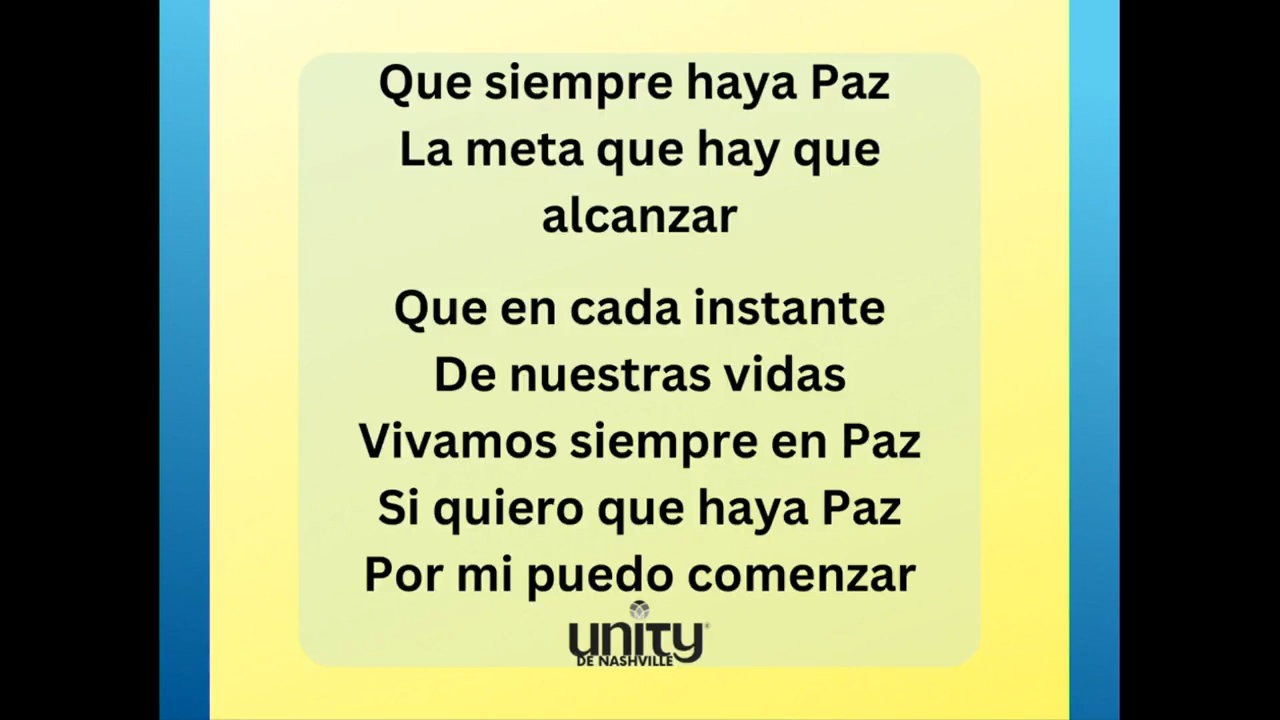 Que siempre haya Paz
La meta que hay que
alcanzar
Que en cada instante
De nuestras vidas
Vivamos siempre en Paz
Si quiero que haya Paz
Por mi puedo comenzar
unity®
DE NASHVILLE